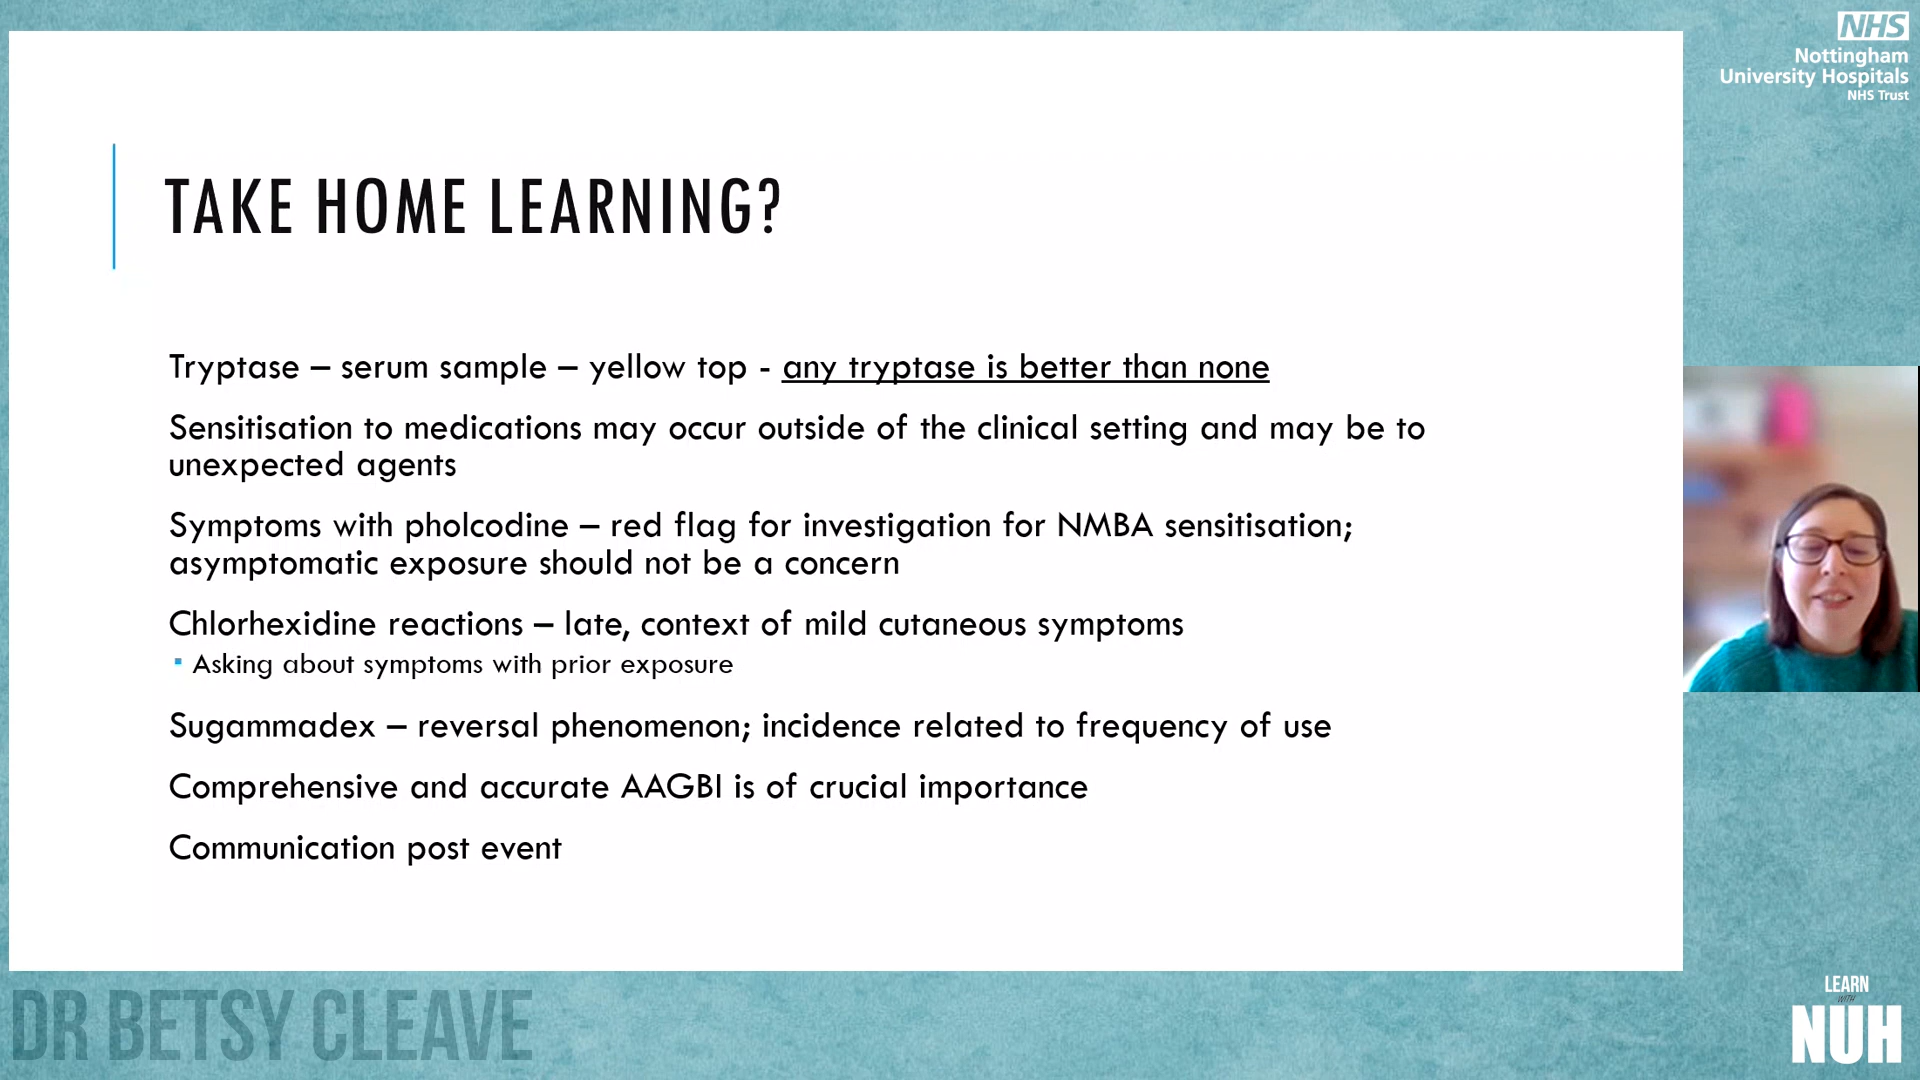 NHS
Nottingham
University Hospitals
NHS Trust
TAKE HOME LEARNING?
Tryptase – serum sample – yellow top - any tryptase is better than none
Sensitisation to medications may occur outside of the clinical setting and may be to
unexpected agents
Symptoms with pholcodine – red flag for investigation for NMBA sensitisation;
asymptomatic exposure should not be a concern
Chlorhexidine reactions – late, context of mild cutaneous symptoms
▪ Asking about symptoms with prior exposure
Sugammadex – reversal phenomenon; incidence related to frequency of use
Comprehensive and accurate AAGBI is of crucial importance
Communication post event
DR BETSY CLEAVE
LEARN
WITH
NUH